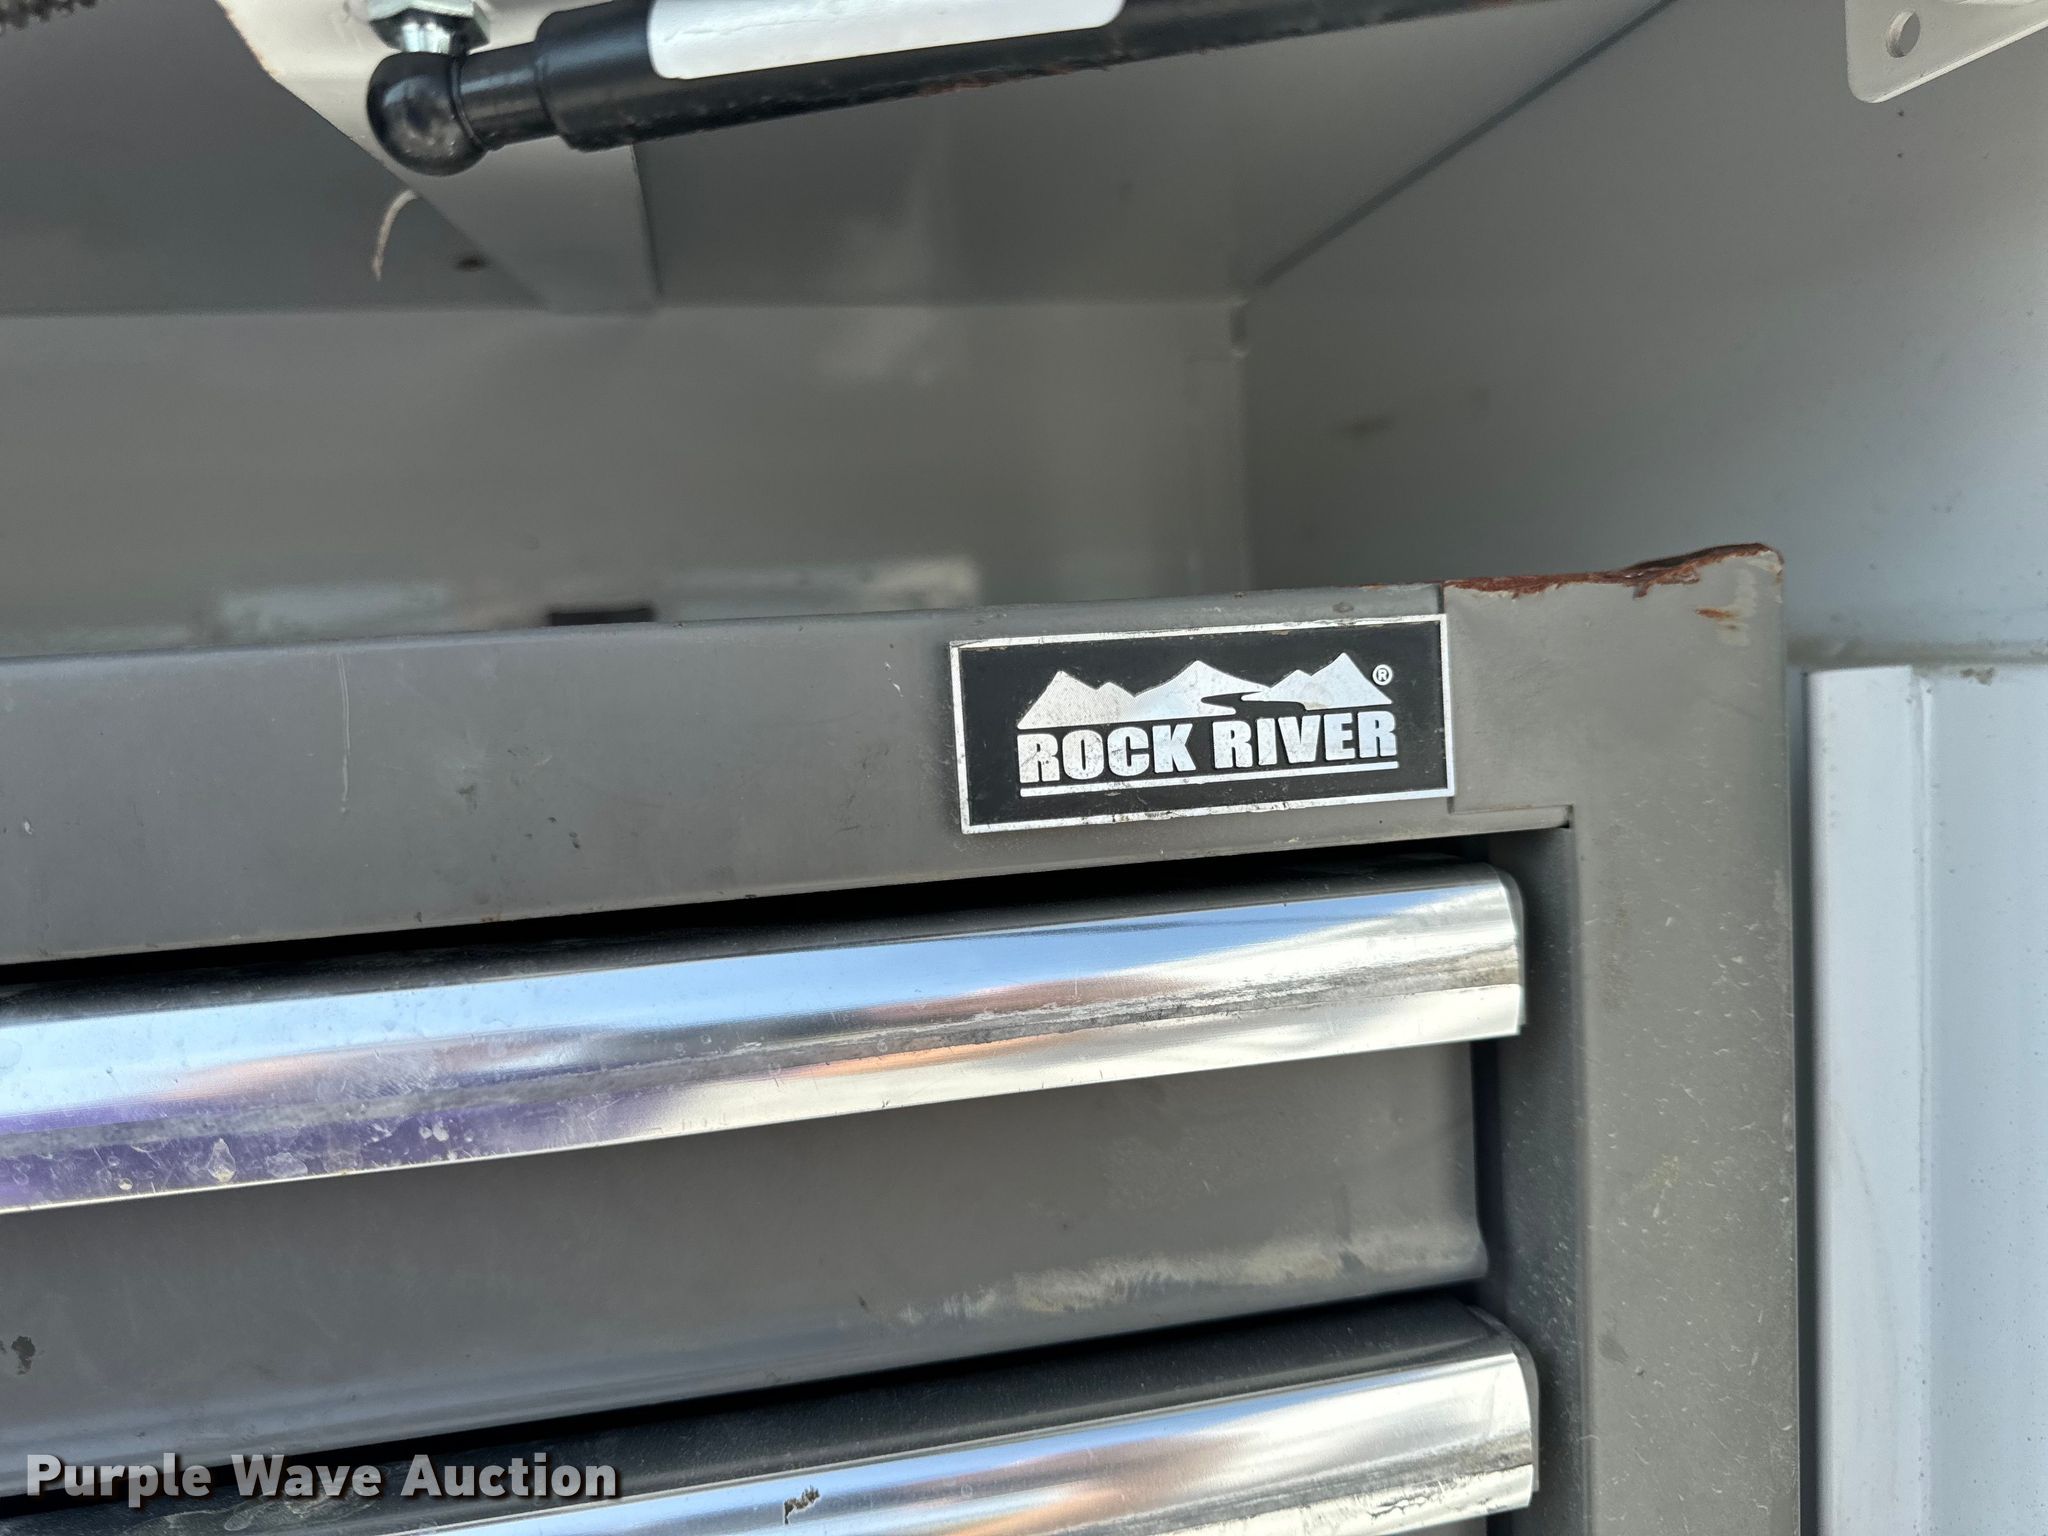 ®
ROCK RIVER
Purple Wave Auction